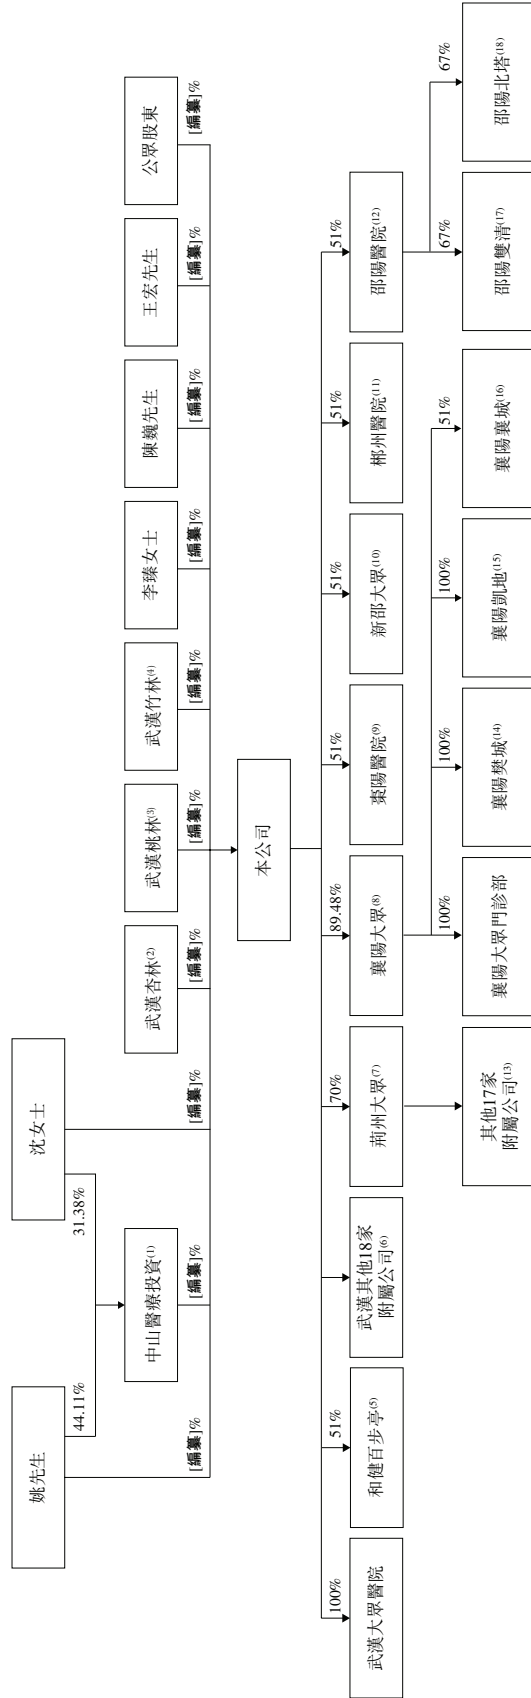 姚先生
沈女士
44.11%
31.38%
中山醫療投資(1)
武漢杏林(2)
武漢桃林(3)
武漢竹林(4)
李臻女士
陳巍先生
王宏先生
公眾股東
[編纂]%
[編纂]%
[編纂]%
[編纂]%
[編纂]%
[編纂]%
[編纂]%
[編纂]%
[編纂]%
[編纂]%
本公司
100%
51%
70%
89.48%
51%
51%
51%
51%
武漢大眾醫院
和健百步亭(5)
武漢其他18家
附屬公司(6)
荊州大眾(7)
襄陽大眾(8)
棗陽醫院(9)
新邵大眾(10)
郴州醫院(11)
邵陽醫院(12)
100%
100%
100%
51%
67%
67%
其他17家
附屬公司(13)
襄陽大眾門診部
襄陽樊城(14)
襄陽凱地(15)
襄陽襄城(16)
邵陽雙清(17)
邵陽北塔(18)